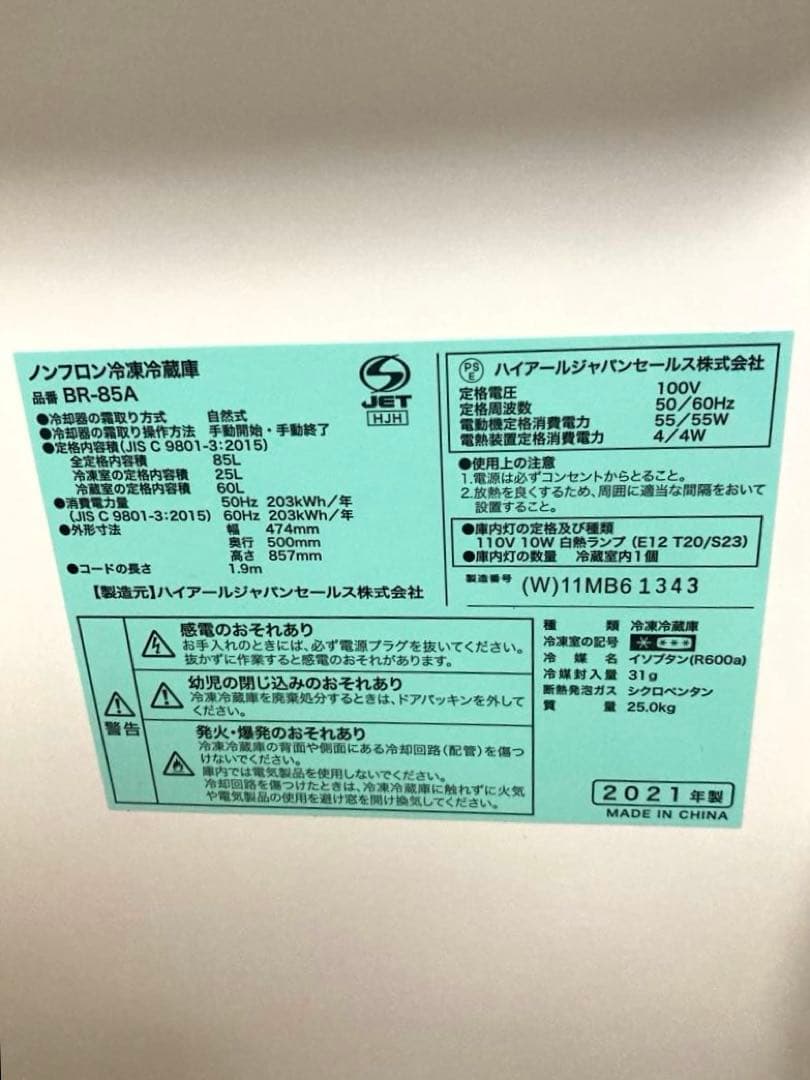 ノンフロン冷凍冷蔵庫
品番 BR-85A
JET
HJH
●冷却器の霜取り方式 自然式
●冷却器の霜取り操作方法 手動開始・手動終了
●定格内容積(JIS C 9801-3:2015)
全定格内容積 85L
冷凍室の定格内容積 25L
冷蔵室の定格内容積 60L
●消費電力量 50Hz 203kWh/年
(JIS C 9801-3:2015) 60Hz 203kWh/年
●外形寸法 幅 474mm
奥行 500mm
高さ 857mm
●コードの長さ 1.9m
【製造元】ハイアールジャパンセールス株式会社
PSE ハイアールジャパンセールス株式会社
定格電圧 100V
定格周波数 50/60Hz
電動機定格消費電力 55/55W
電熱装置定格消費電力 4/4W
●使用上の注意
1.電源は必ずコンセントからとること。
2.放熱を良くするため、周囲に適当な間隔をおいて
設置すること。
●庫内灯の定格及び種類
110V 10W 白熱ランプ (E12 T20/S23)
●庫内灯の数量 冷蔵室内1個
製造番号 (W)11MB61343
警告
感電のおそれあり
お手入れのときには、必ず電源プラグを抜いてください。
抜かずに作業すると感電のおそれがあります。
幼児の閉じ込みのおそれあり
冷凍冷蔵庫を廃棄処分するときは、ドアパッキンを外して
ください。
発火・爆発のおそれあり
冷凍冷蔵庫の背面や側面にある冷却回路(配管)を傷つ
けないでください。
庫内では電気製品を使用しないでください。
冷却回路を傷つけたときは、冷凍冷蔵庫に触れずに火気
や電気製品の使用を避け窓を開け換気してください。
種類 冷凍冷蔵庫
冷凍室の記号
冷媒名 イソブタン(R600a)
冷媒封入量 31g
断熱発泡ガス シクロペンタン
質量 25.0kg
2021年製
MADE IN CHINA